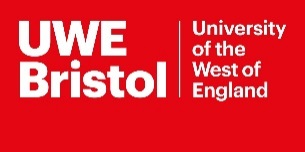 UWE
Bristol
University
of the
West of
England